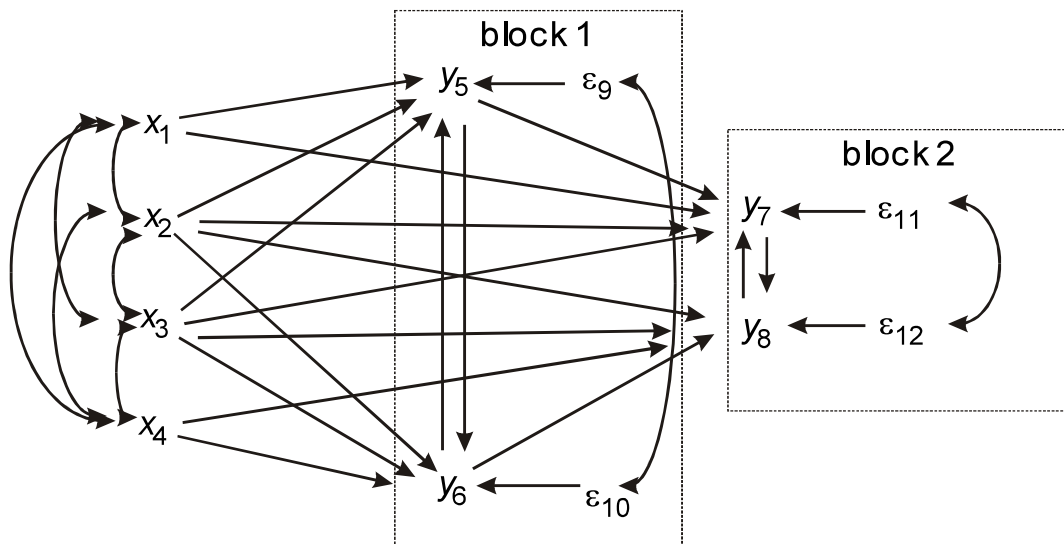 block 1
y5
ε9
x1
block 2
x2
y7
ε11
x3
y8
ε12
x4
y6
ε10